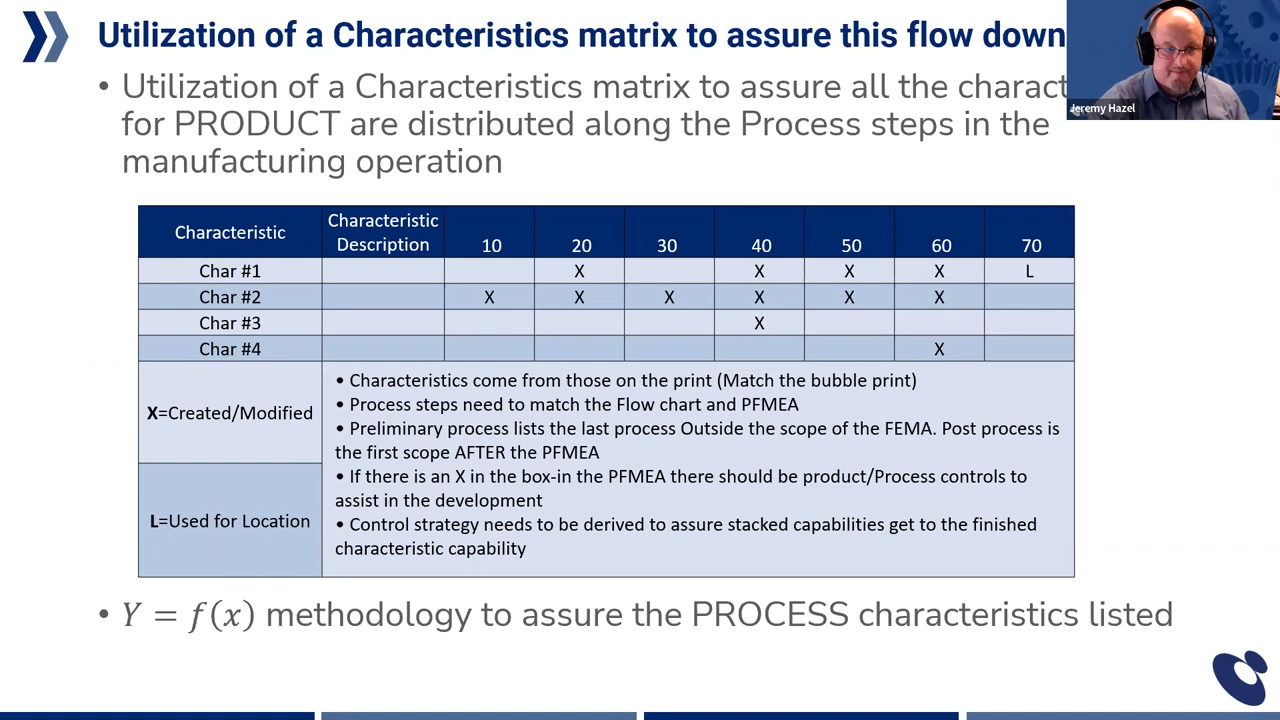 Utilization of a Characteristics matrix to assure this flow down
• Utilization of a Characteristics matrix to assure all the charact
for PRODUCT are distributed along the Process steps in the
manufacturing operation
Jeremy Hazel
Characteristic Characteristic Description 10 20 30 40 50 60 70
Char #1 X X X X L
Char #2 X X X X X X
Char #3 X
Char #4 X
X=Created/Modified
L=Used for Location
• Characteristics come from those on the print (Match the bubble print)
• Process steps need to match the Flow chart and PFMEA
• Preliminary process lists the last process Outside the scope of the FEMA. Post process is
the first scope AFTER the PFMEA
• If there is an X in the box-in the PFMEA there should be product/Process controls to
assist in the development
• Control strategy needs to be derived to assure stacked capabilities get to the finished
characteristic capability
• Y = f(x) methodology to assure the PROCESS characteristics listed